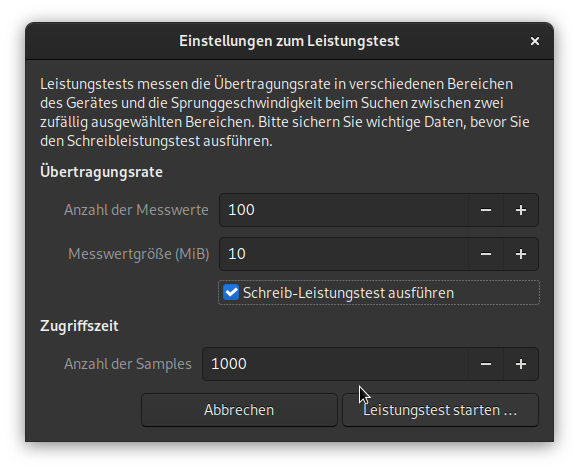 Einstellungen zum Leistungstest
Leistungstests messen die Übertragungsrate in verschiedenen Bereichen
des Gerätes und die Sprunggeschwindigkeit beim Suchen zwischen zwei
zufällig ausgewählten Bereichen. Bitte sichern Sie wichtige Daten, bevor Sie
den Schreibleistungstest ausführen.
Übertragungsrate
Anzahl der Messwerte 100
Messwertgröße (MiB) 10
Schreib-Leistungstest ausführen
Zugriffszeit
Anzahl der Samples 1000
Abbrechen Leistungstest starten …